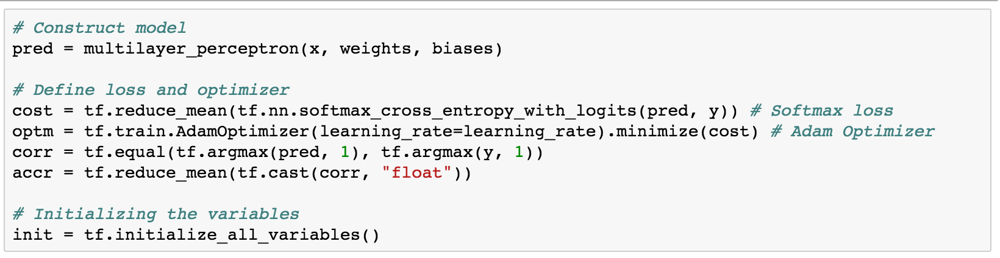 # Construct model
pred = multilayer_perceptron(x, weights, biases)
# Define loss and optimizer
cost = tf.reduce_mean(tf.nn.softmax_cross_entropy_with_logits(pred, y)) # Softmax loss
optm = tf.train.AdamOptimizer(learning_rate=learning_rate).minimize(cost) # Adam Optimizer
corr = tf.equal(tf.argmax(pred, 1), tf.argmax(y, 1))
accr = tf.reduce_mean(tf.cast(corr, "float"))
# Initializing the variables
init = tf.initialize_all_variables()